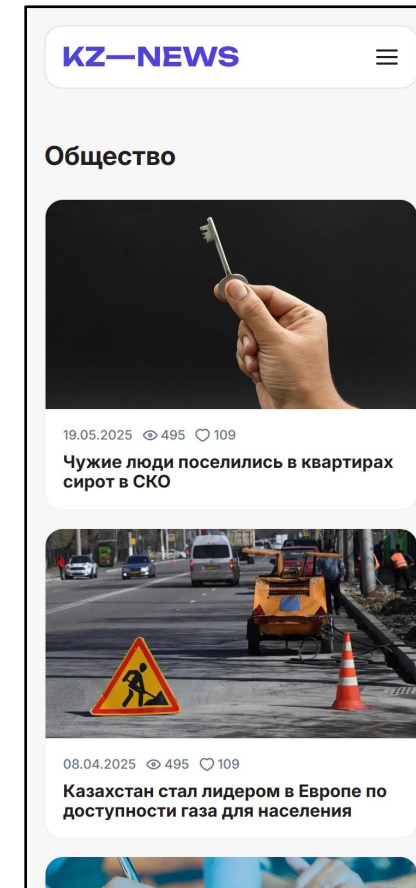 KZ—NEWS
Общество
19.05.2025 495 109
Чужие люди поселились в квартирах
сирот в СКО
08.04.2025 495 109
Казахстан стал лидером в Европе по
доступности газа для населения